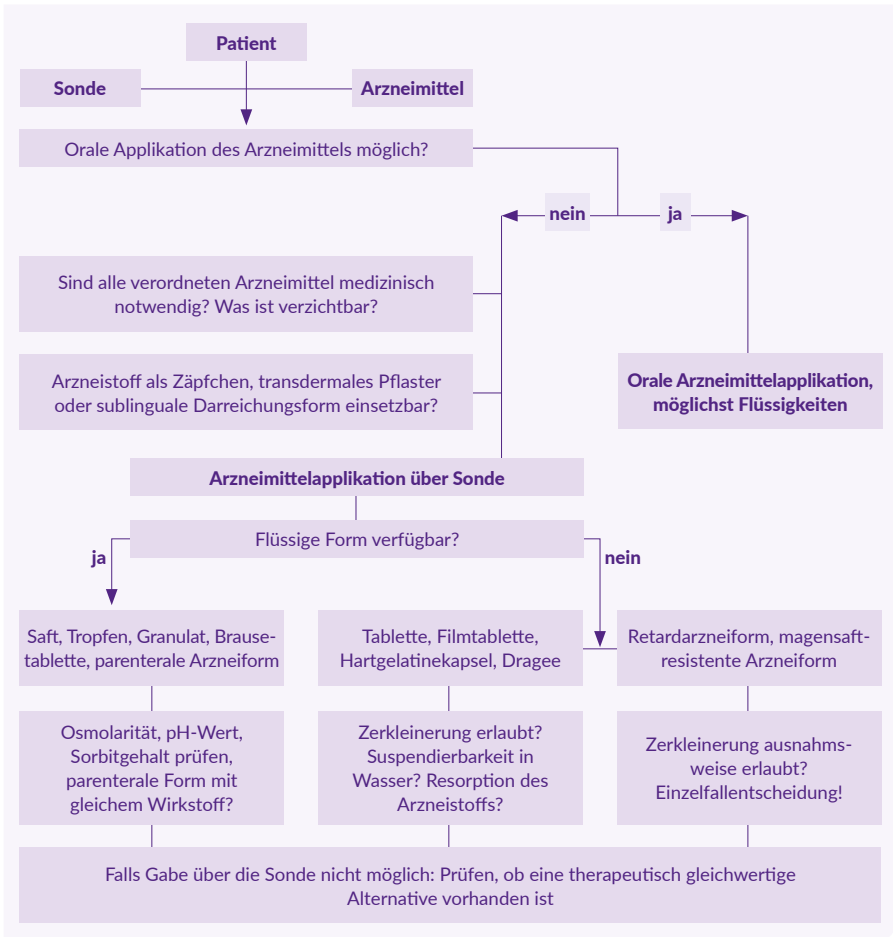 Patient
Sonde
Arzneimittel
Orale Applikation des Arzneimittels möglich?
nein
ja
Sind alle verordneten Arzneimittel medizinisch
notwendig? Was ist verzichtbar?
Arzneistoff als Zäpfchen, transdermales Pflaster
oder sublinguale Darreichungsform einsetzbar?
Orale Arzneimittelapplikation,
möglichst Flüssigkeiten
Arzneimittelapplikation über Sonde
Flüssige Form verfügbar?
ja
nein
Saft, Tropfen, Granulat, Brause-
tablette, parenterale Arzneiform
Tablette, Filmtablette,
Hartgelatinekapsel, Dragee
Retardarzneiform, magensaft-
resistente Arzneiform
Osmolarität, pH-Wert,
Sorbitgehalt prüfen,
parenterale Form mit
gleichem Wirkstoff?
Zerkleinerung erlaubt?
Suspendierbarkeit in
Wasser? Resorption des
Arzneistoffs?
Zerkleinerung ausnahms-
weise erlaubt?
Einzelfallentscheidung!
Falls Gabe über die Sonde nicht möglich: Prüfen, ob eine therapeutisch gleichwertige
Alternative vorhanden ist